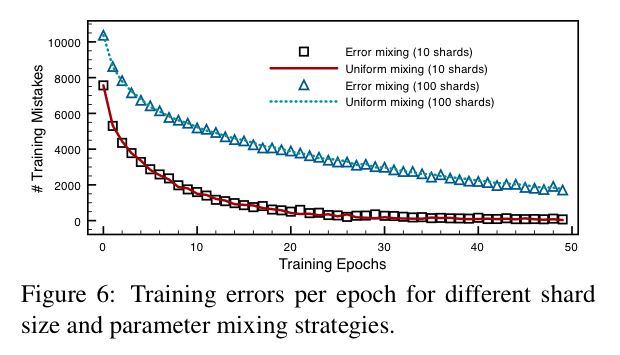 10000
8000
6000
4000
2000
0
# Training Mistakes
Error mixing (10 shards)
Uniform mixing (10 shards)
Error mixing (100 shards)
Uniform mixing (100 shards)
0 10 20 30 40 50
Training Epochs
Figure 6: Training errors per epoch for different shard
size and parameter mixing strategies.